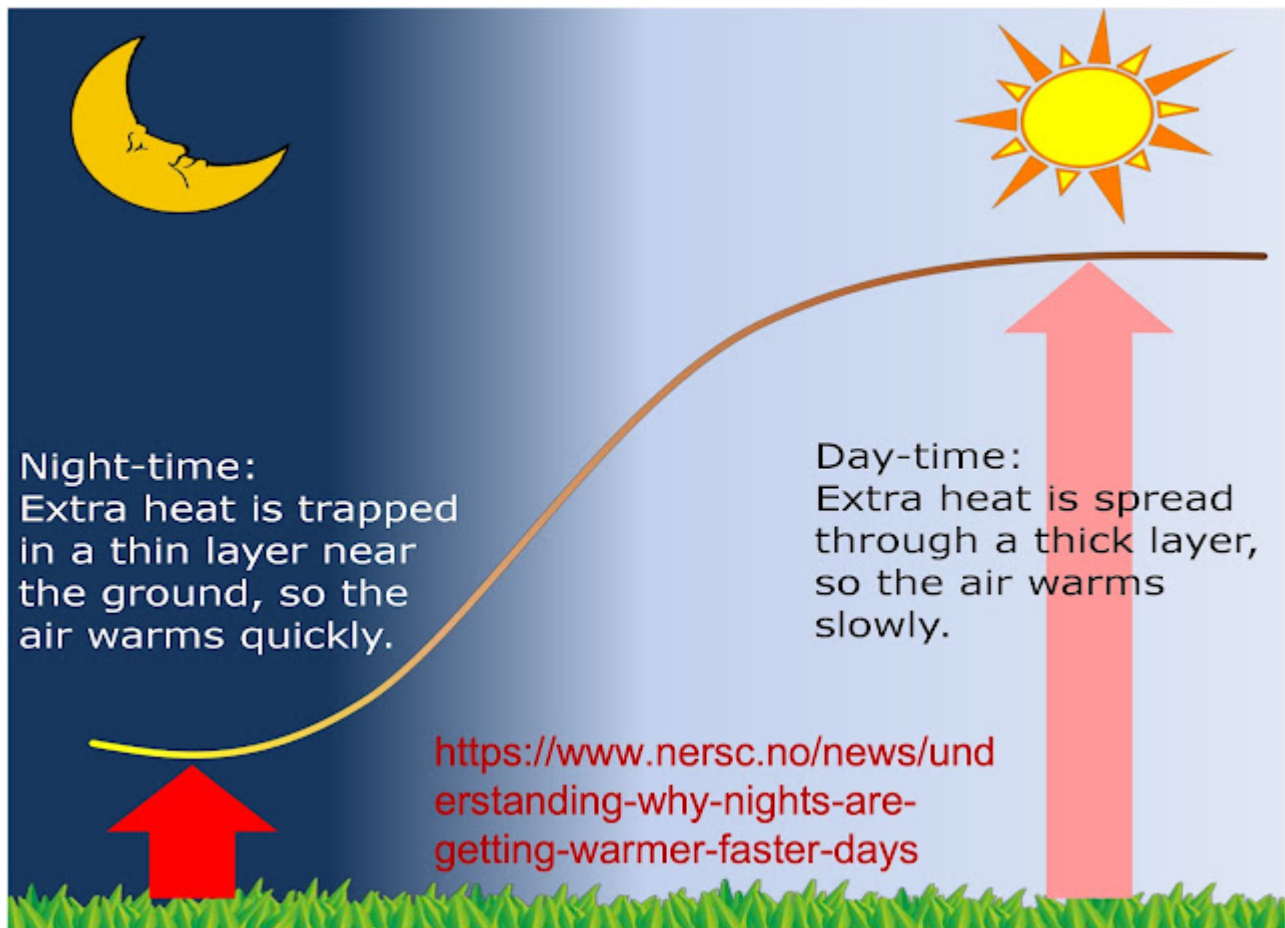 Night-time:
Extra heat is trapped
in a thin layer near
the ground, so the
air warms quickly.
Day-time:
Extra heat is spread
through a thick layer,
so the air warms
slowly.
https://www.nersc.no/news/und
erstanding-why-nights-are-
getting-warmer-faster-days